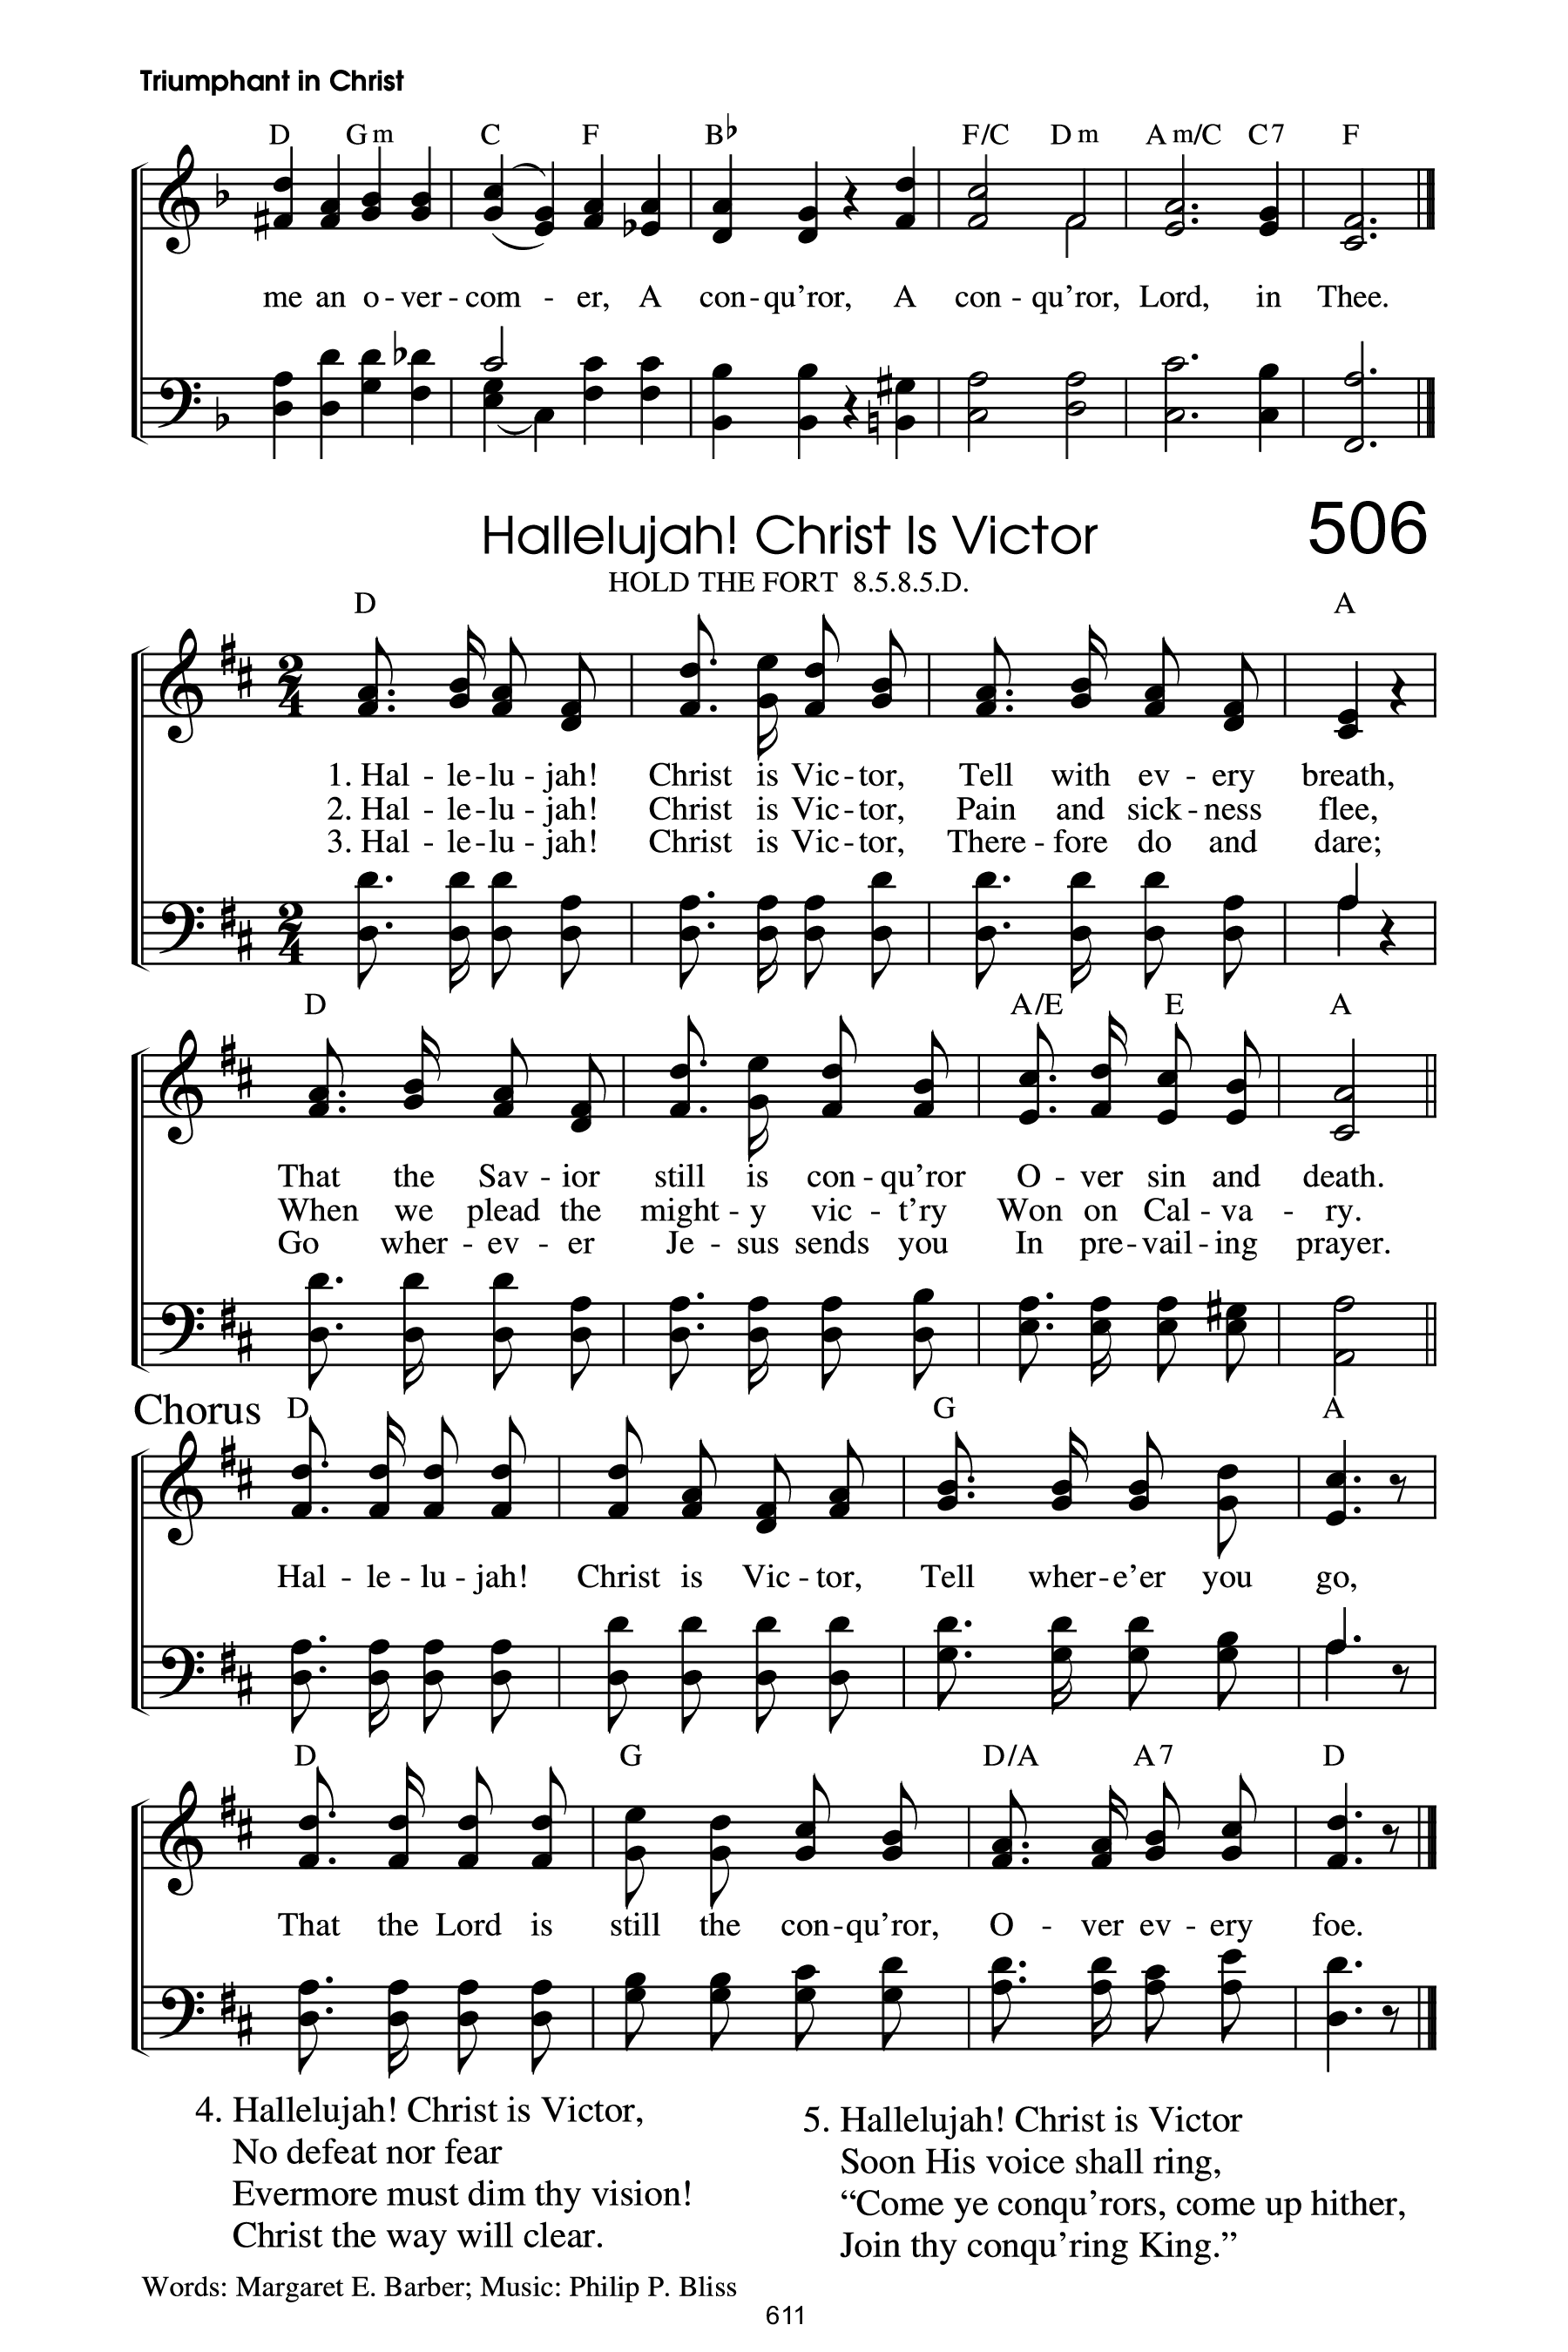 Triumphant in Christ
D Gm C F B♭ F/C Dm Am/C C7 F
me an o - ver - com - er, A con - qu’ror, A con - qu’ror, Lord, in Thee.
Hallelujah! Christ Is Victor 506
HOLD THE FORT 8.5.8.5.D.
D A
2/4
1. Hal - le - lu - jah! Christ is Vic - tor, Tell with ev - ery breath,
2. Hal - le - lu - jah! Christ is Vic - tor, Pain and sick - ness flee,
3. Hal - le - lu - jah! Christ is Vic - tor, There - fore do and dare;
2/4
D A/E E A
That the Sav - ior still is con - qu’ror O - ver sin and death.
When we plead the might - y vic - t’ry Won on Cal - va - ry.
Go wher - ev - er Je - sus sends you In pre - vail - ing prayer.
Chorus D G A
Hal - le - lu - jah! Christ is Vic - tor, Tell wher - e’er you go,
D G D/A A7 D
That the Lord is still the con - qu’ror, O - ver ev - ery foe.
4. Hallelujah! Christ is Victor,
No defeat nor fear
Evermore must dim thy vision!
Christ the way will clear.
5. Hallelujah! Christ is Victor
Soon His voice shall ring,
“Come ye conqu’rors, come up hither,
Join thy conqu’ring King.”
Words: Margaret E. Barber; Music: Philip P. Bliss
611